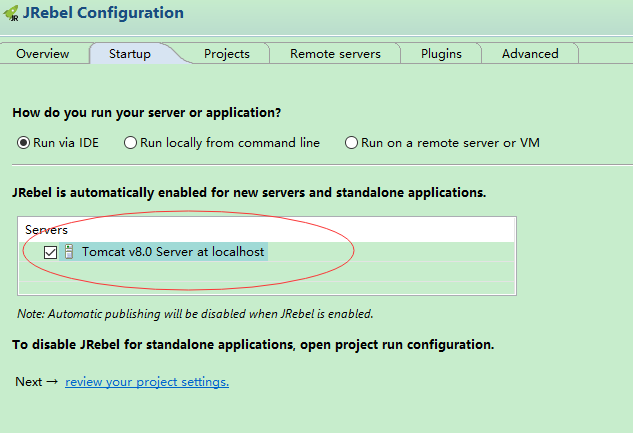 JRebel Configuration
Overview Startup Projects Remote servers Plugins Advanced
How do you run your server or application?
Run via IDE Run locally from command line Run on a remote server or VM
JRebel is automatically enabled for new servers and standalone applications.
Servers
Tomcat v8.0 Server at localhost
Note: Automatic publishing will be disabled when JRebel is enabled.
To disable JRebel for standalone applications, open project run configuration.
Next → review your project settings.